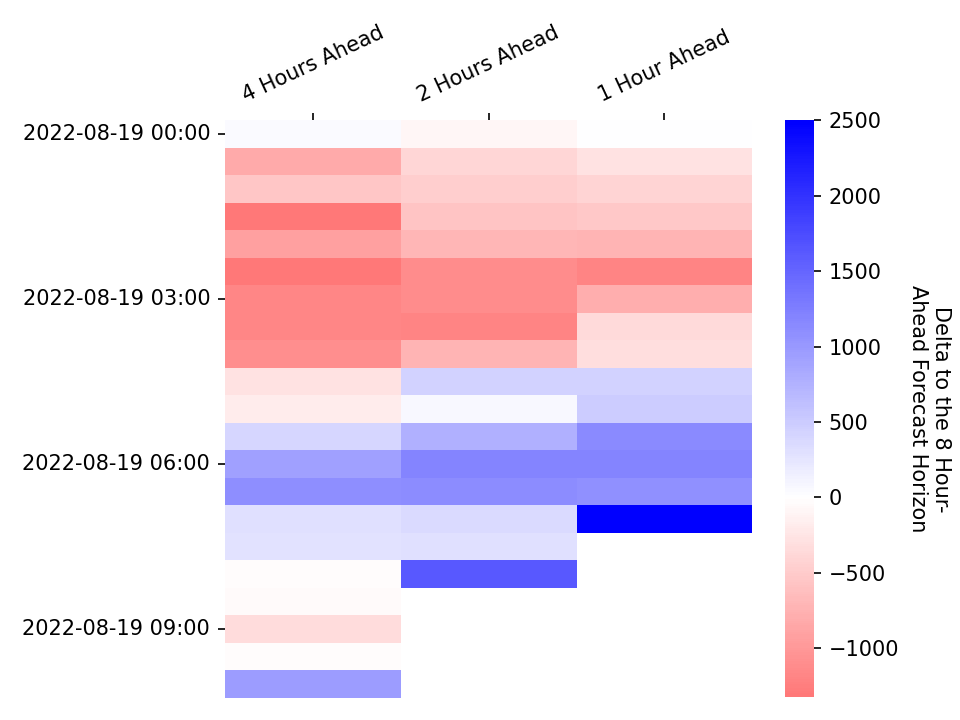 4 Hours Ahead
2 Hours Ahead
1 Hour Ahead
2022-08-19 00:00
2022-08-19 03:00
2022-08-19 06:00
2022-08-19 09:00
2500
2000
1500
1000
500
0
−500
−1000
Delta to the 8 Hour-
Ahead Forecast Horizon